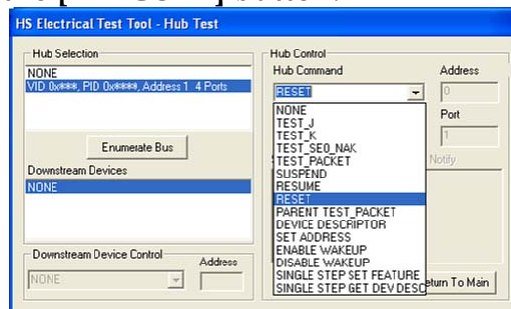 HS Electrical Test Tool - Hub Test
Hub Selection
NONE
VID 0x***, PID 0x****, Address 1 4 Ports
Enumerate Bus
Downstream Devices
NONE
Downstream Device Control
NONE
Address
Hub Control
Hub Command
RESET
Address
0
Port
1
NONE
TEST_J
TEST_K
TEST_SE0_NAK
TEST_PACKET
SUSPEND
RESUME
RESET
PARENT TEST_PACKET
DEVICE DESCRIPTOR
SET ADDRESS
ENABLE WAKEUP
DISABLE WAKEUP
SINGLE STEP SET FEATURE
SINGLE STEP GET DEV DESC
Notify
To Main